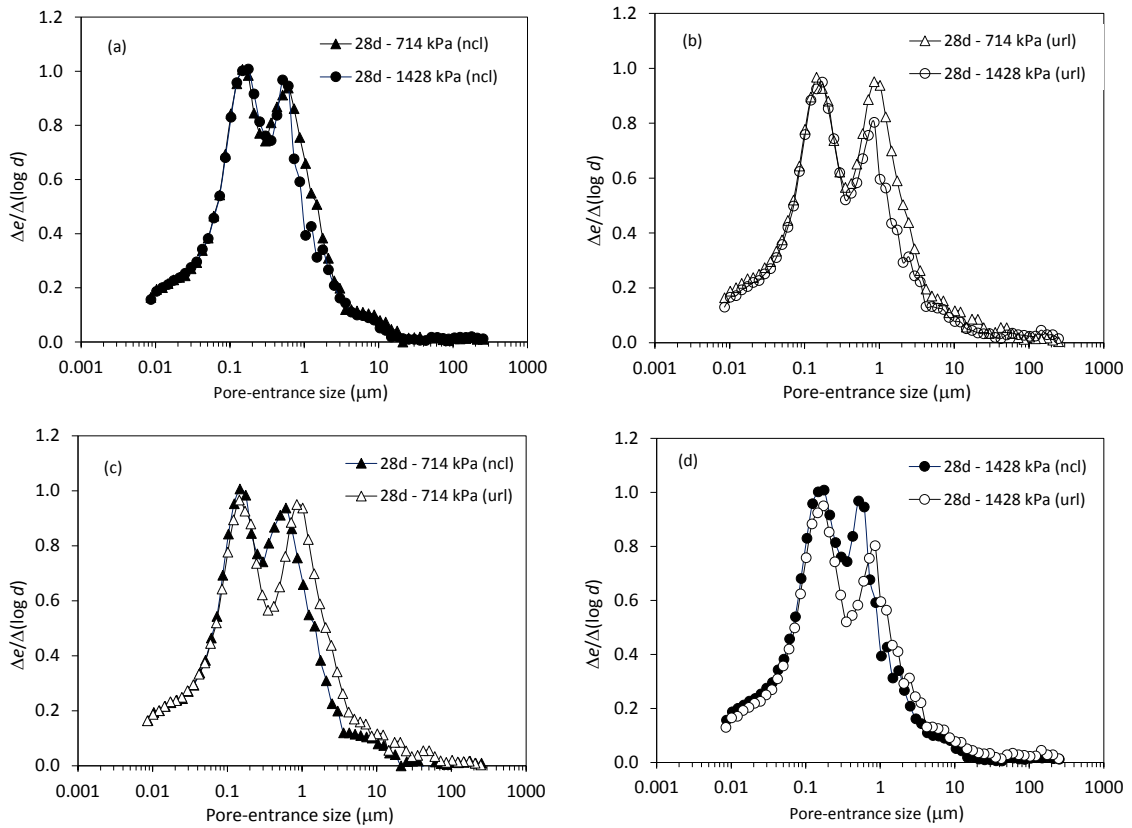 (a)
28d - 714 kPa (ncl)
28d - 1428 kPa (ncl)
1.2
1.0
0.8
0.6
0.4
0.2
0.0
Δe/Δ(log d)
0.001 0.01 0.1 1 10 100 1000
Pore-entrance size (μm)
(b)
28d - 714 kPa (url)
28d - 1428 kPa (url)
1.2
1.0
0.8
0.6
0.4
0.2
0.0
Δe/Δ(log d)
0.001 0.01 0.1 1 10 100 1000
Pore-entrance size (μm)
(c)
28d - 714 kPa (ncl)
28d - 714 kPa (url)
1.2
1.0
0.8
0.6
0.4
0.2
0.0
Δe/Δ(log d)
0.001 0.01 0.1 1 10 100 1000
Pore-entrance size (μm)
(d)
28d - 1428 kPa (ncl)
28d - 1428 kPa (url)
1.2
1.0
0.8
0.6
0.4
0.2
0.0
Δe/Δ(log d)
0.001 0.01 0.1 1 10 100 1000
Pore-entrance size (μm)